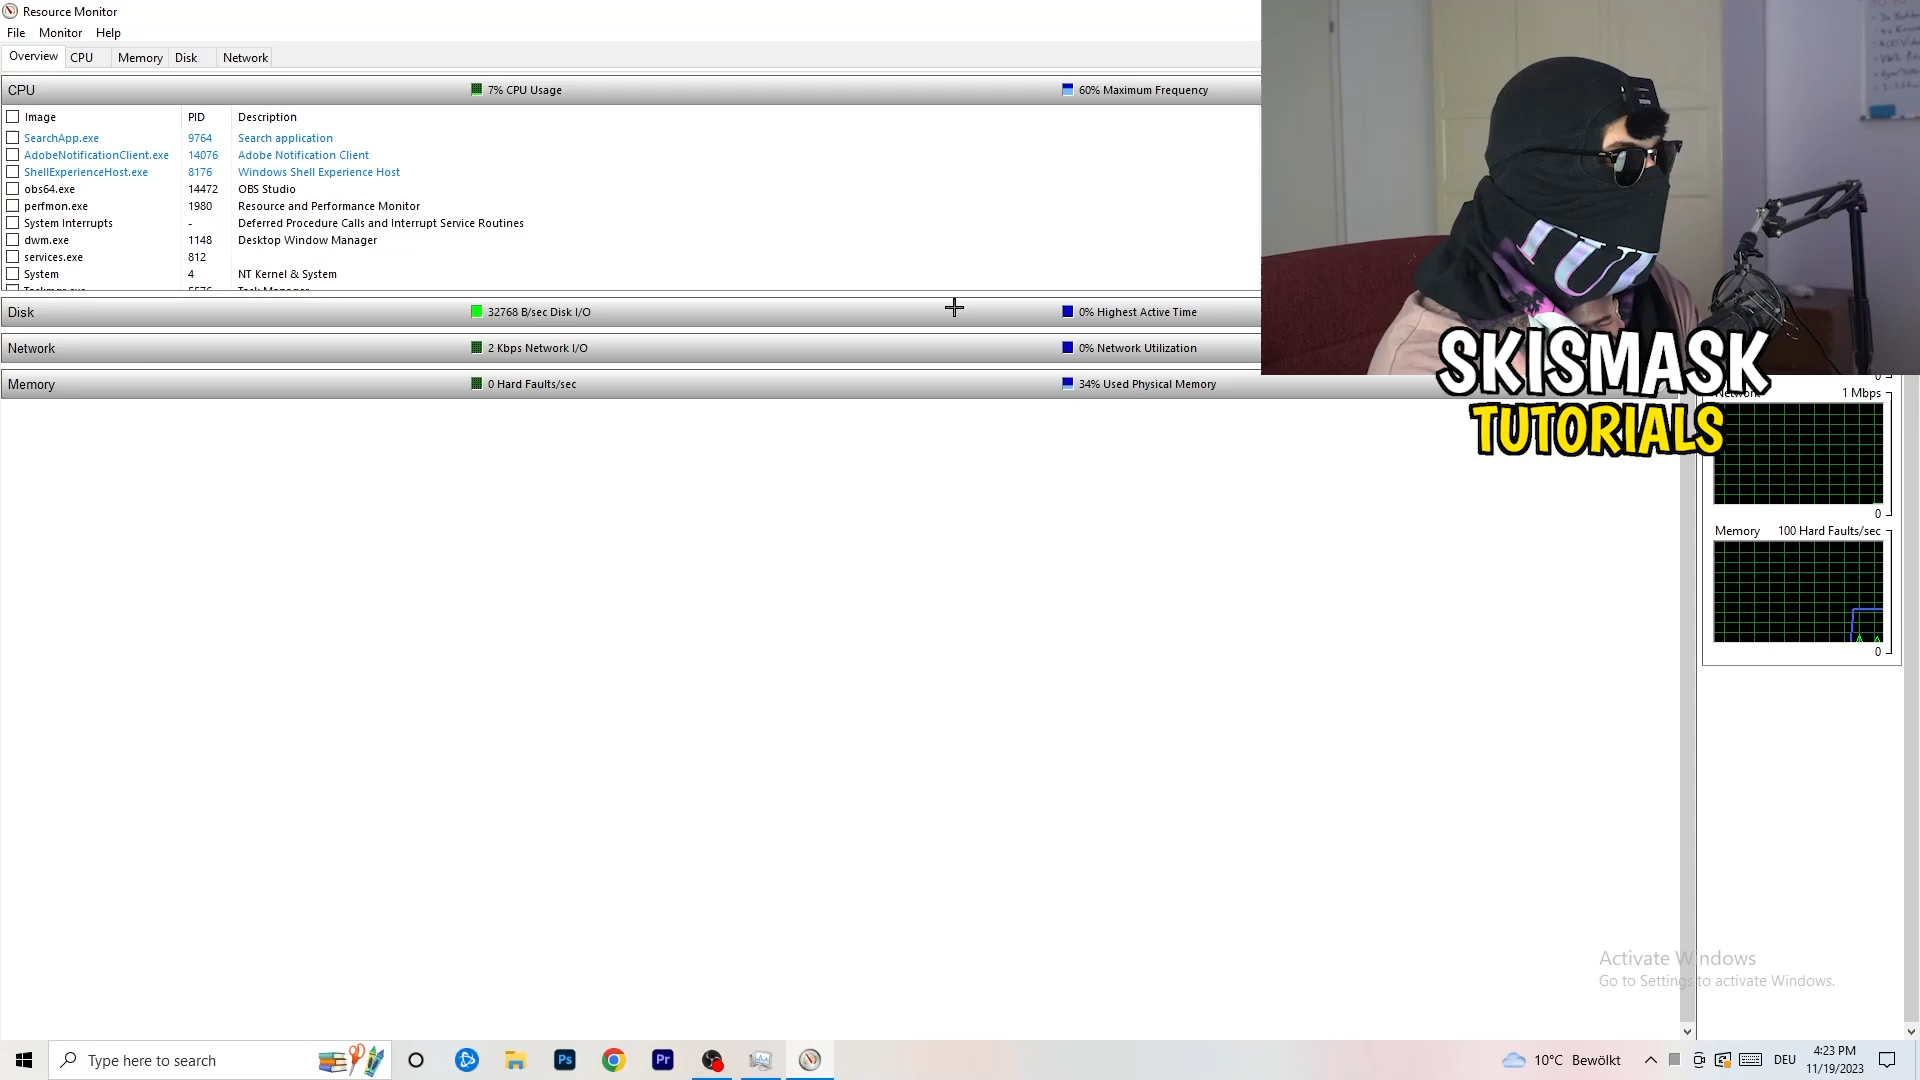 Resource Monitor
File Monitor Help
Overview CPU Memory Disk Network
CPU 7% CPU Usage 60% Maximum Frequency
Image PID Description
SearchApp.exe 9764 Search application
AdobeNotificationClient.exe 14076 Adobe Notification Client
ShellExperienceHost.exe 8176 Windows Shell Experience Host
obs64.exe 14472 OBS Studio
perfmon.exe 1980 Resource and Performance Monitor
System Interrupts - Deferred Procedure Calls and Interrupt Service Routines
dwm.exe 1148 Desktop Window Manager
services.exe 812
System 4 NT Kernel & System
Disk 32768 B/sec Disk I/O 0% Highest Active Time
Network 2 Kbps Network I/O 0% Network Utilization
Memory 0 Hard Faults/sec 34% Used Physical Memory
SKISMASK
TUTORIALS
Network 1 Mbps
0
Memory 100 Hard Faults/sec
0
Activate Windows
Go to Settings to activate Windows.
Type here to search
Ps
Pr
10°C Bewölkt
DEU
4:23 PM
11/19/2023